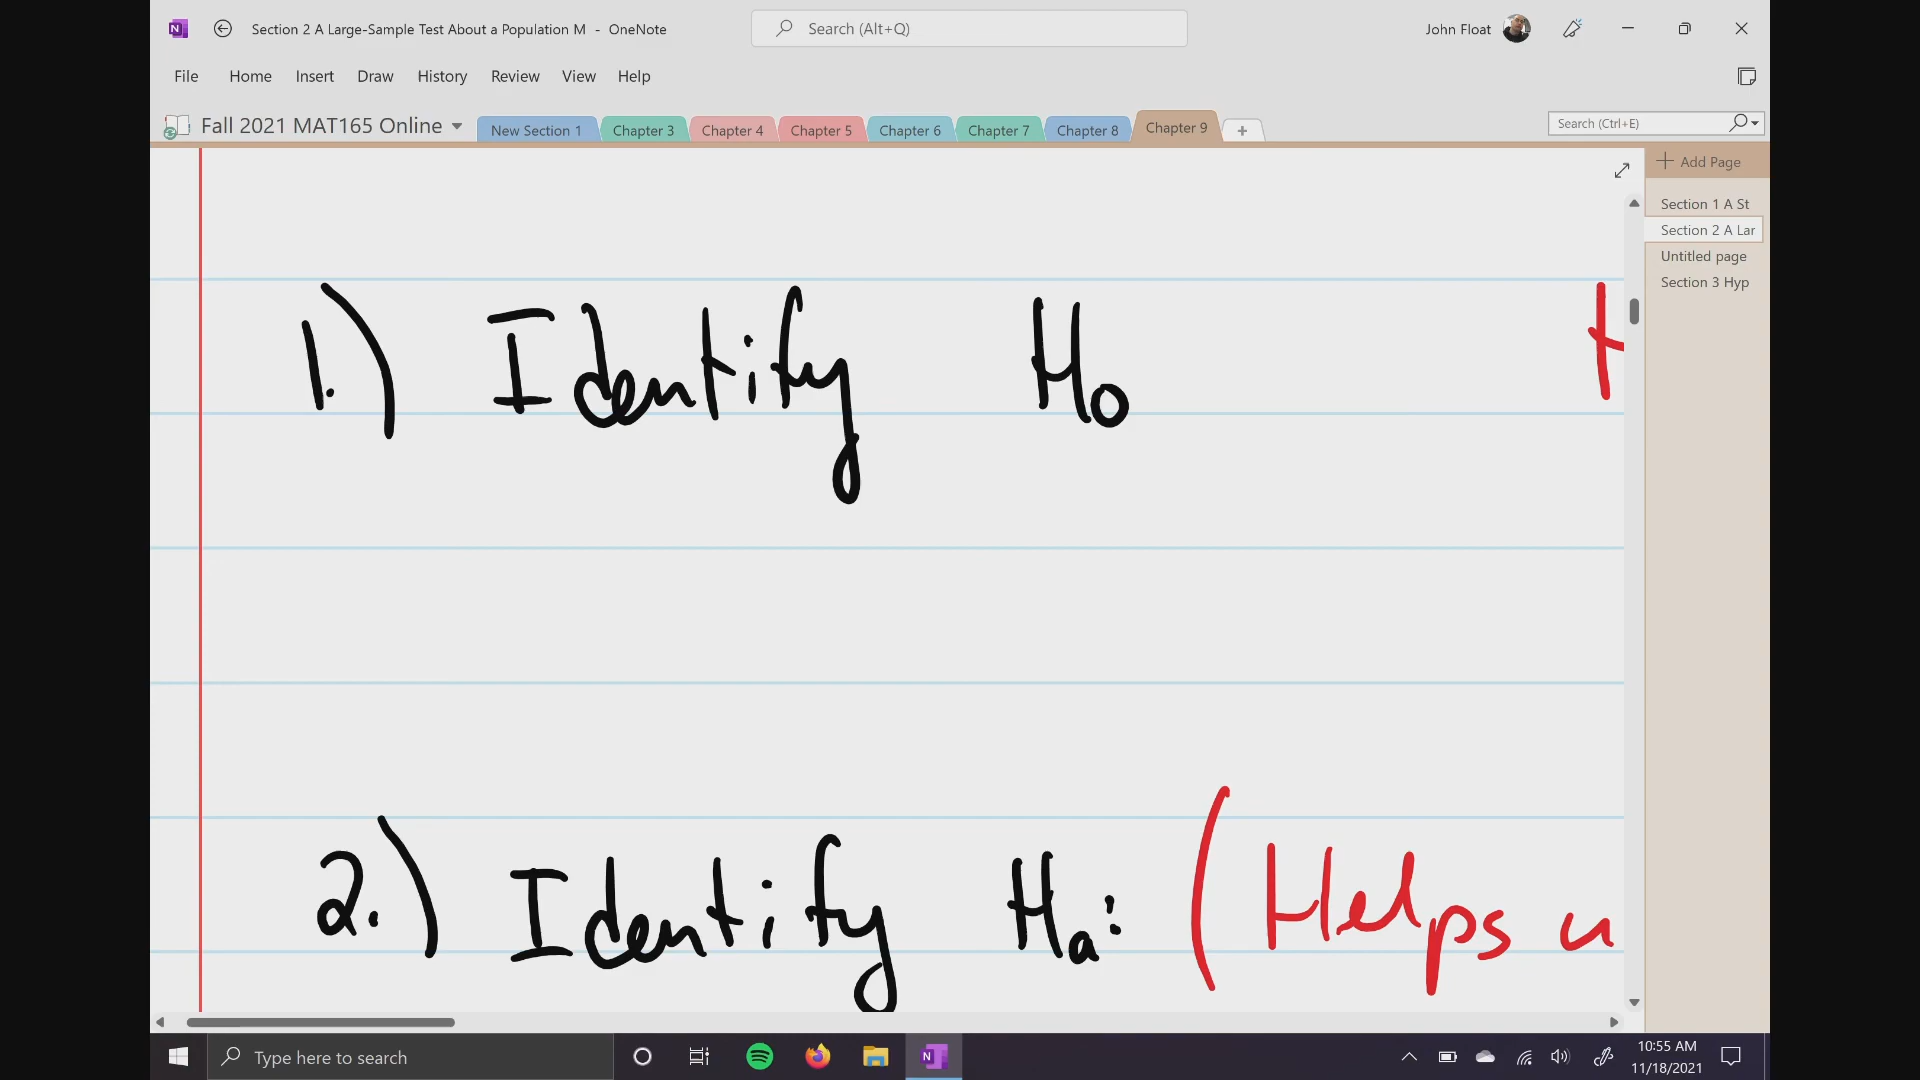 Section 2 A Large-Sample Test About a Population M - OneNote
Search (Alt+Q)
John Float
File Home Insert Draw History Review View Help
Fall 2021 MAT165 Online
New Section 1 Chapter 3 Chapter 4 Chapter 5 Chapter 6 Chapter 7 Chapter 8 Chapter 9
Search (Ctrl+E)
Add Page
Section 1 A St
Section 2 A Lar
Untitled page
Section 3 Hyp
1.) Identify H₀
2.) Identify Hₐ: (Helps u
Type here to search
10:55 AM
11/18/2021